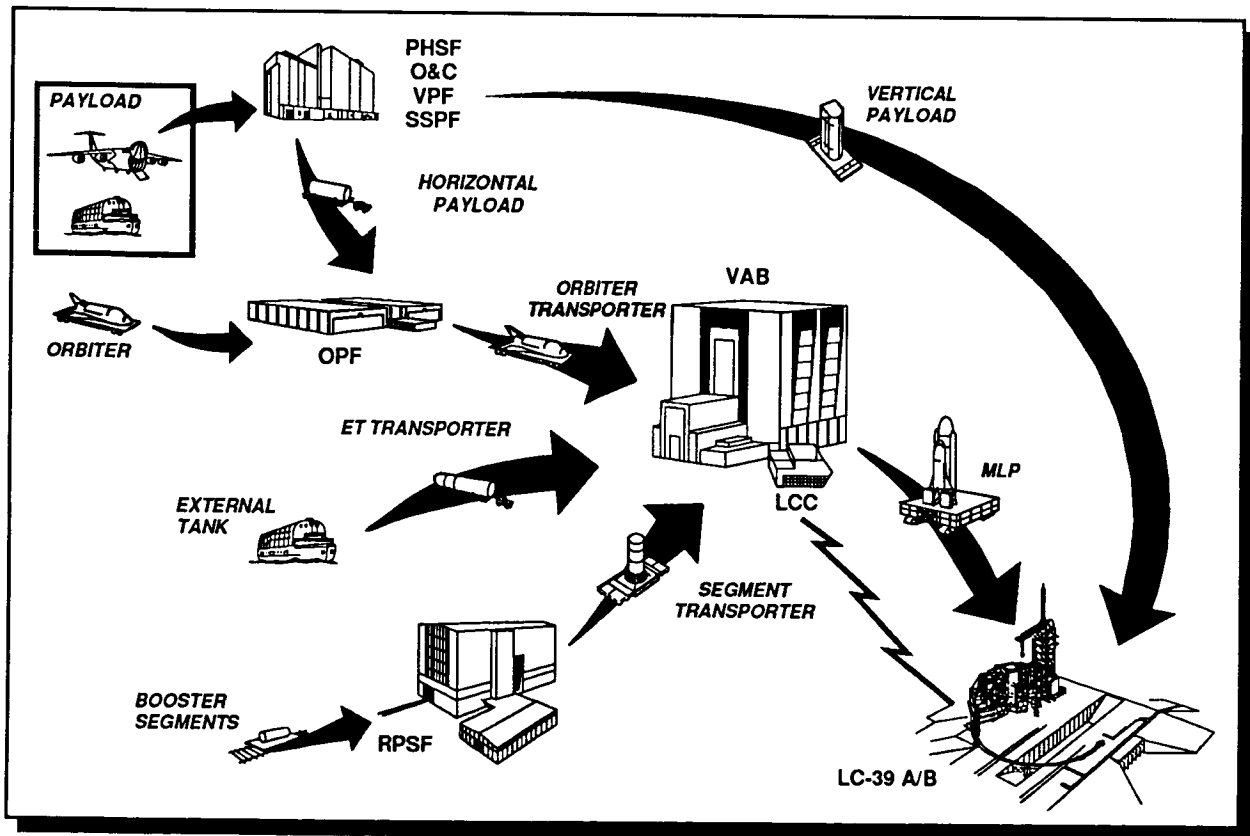 PHSF
O&C
VPF
SSPF
PAYLOAD
VERTICAL
PAYLOAD
HORIZONTAL
PAYLOAD
VAB
ORBITER
TRANSPORTER
ORBITER
OPF
ET TRANSPORTER
MLP
LCC
EXTERNAL
TANK
SEGMENT
TRANSPORTER
BOOSTER
SEGMENTS
RPSF
LC-39 A/B